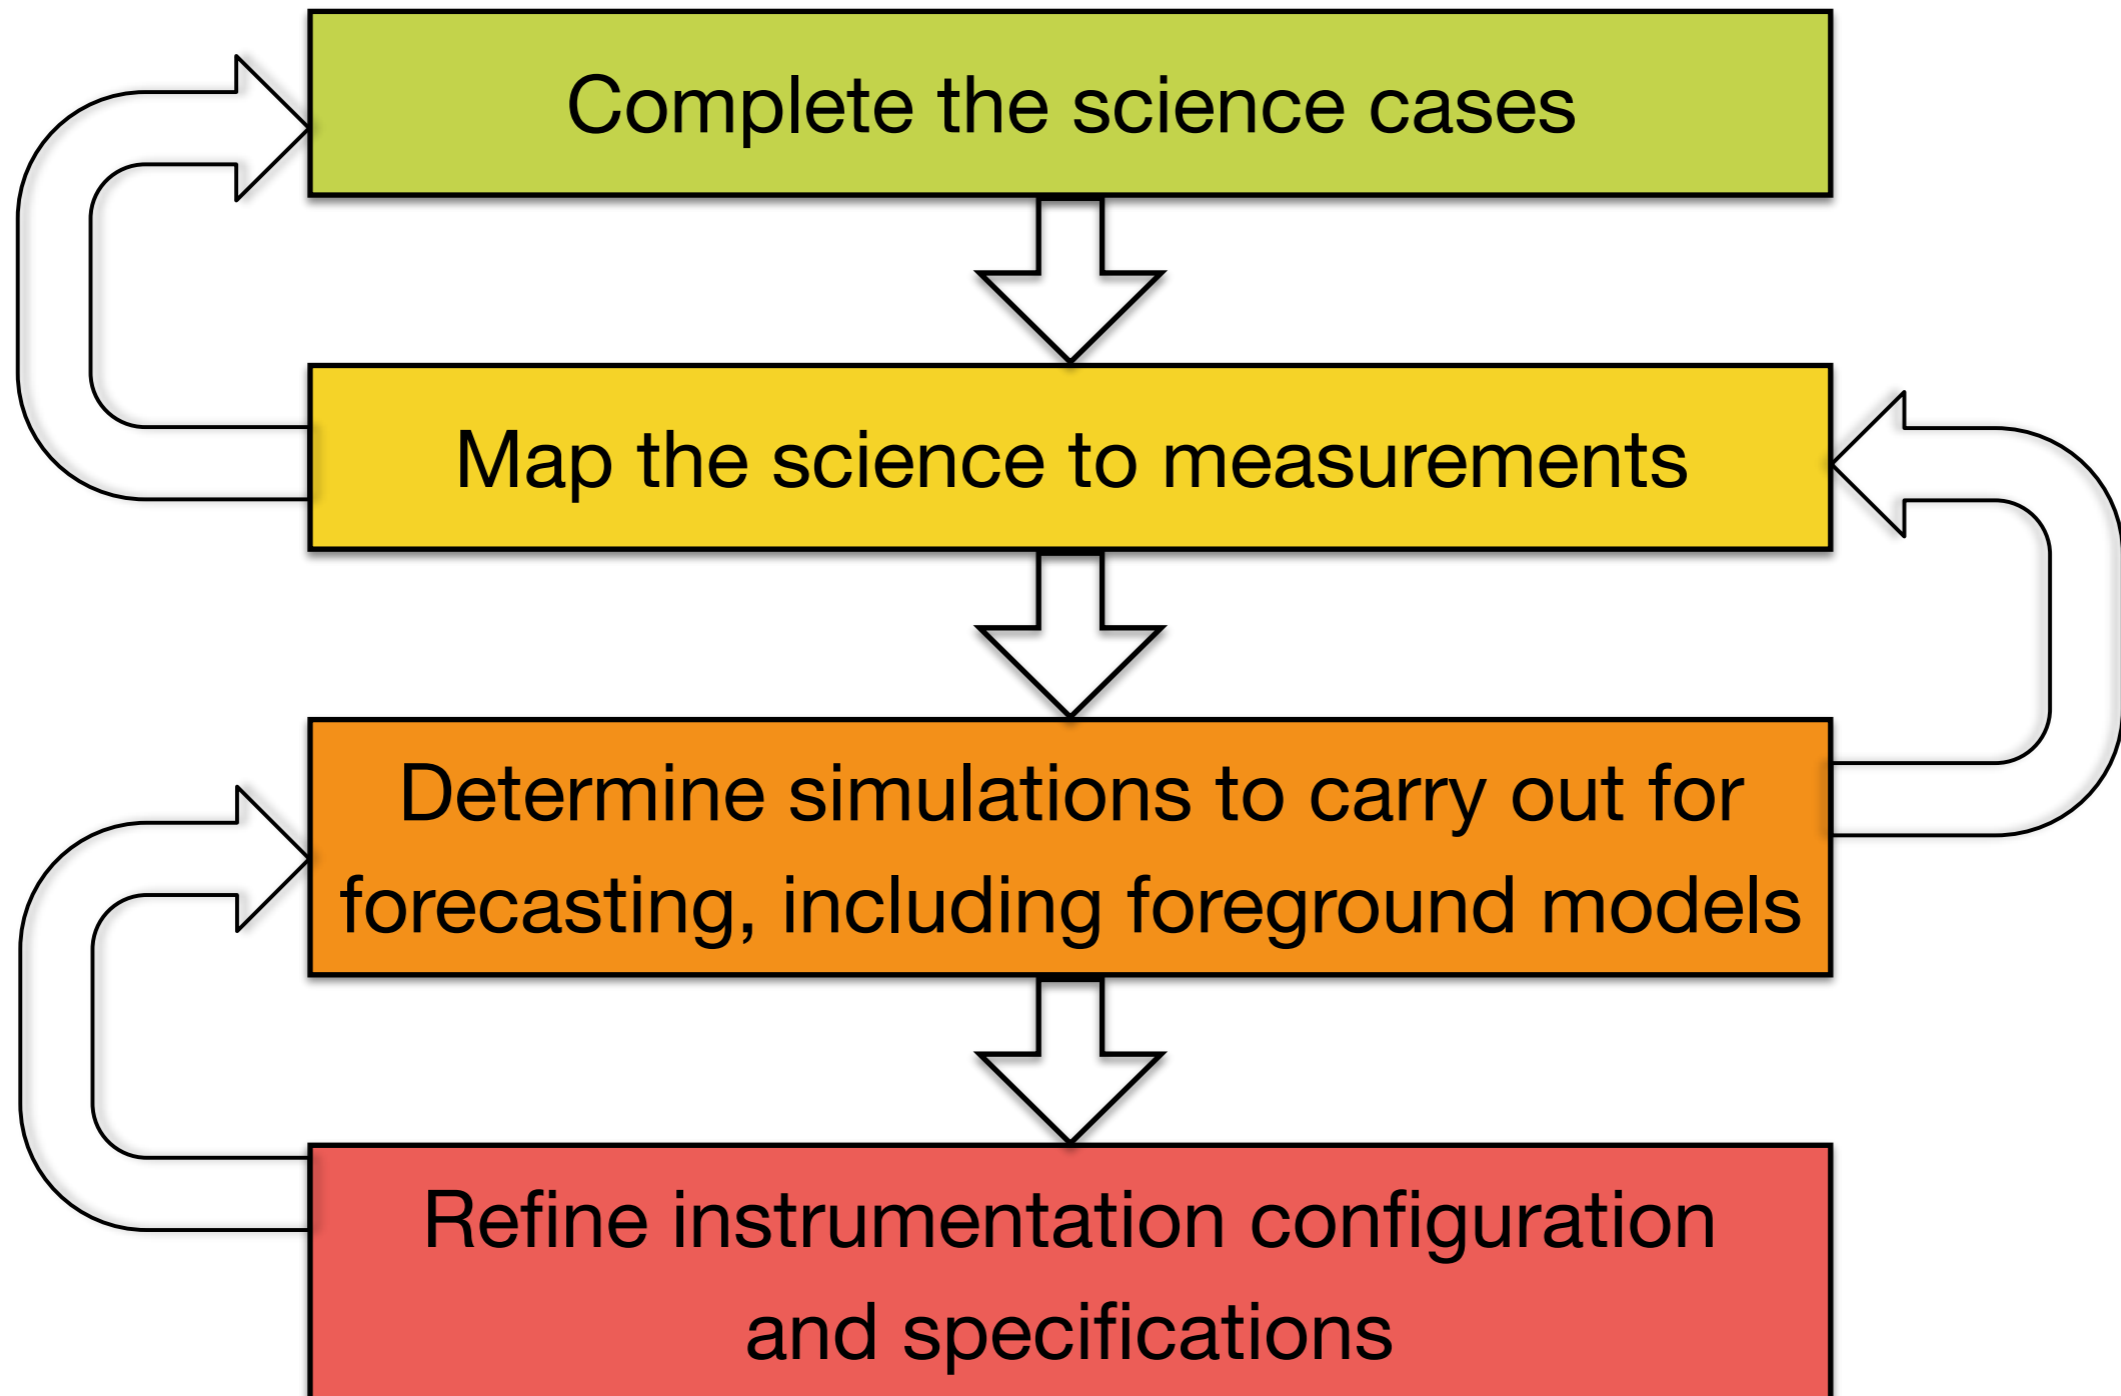 Complete the science cases
Map the science to measurements
Determine simulations to carry out for
forecasting, including foreground models
Refine instrumentation configuration
and specifications